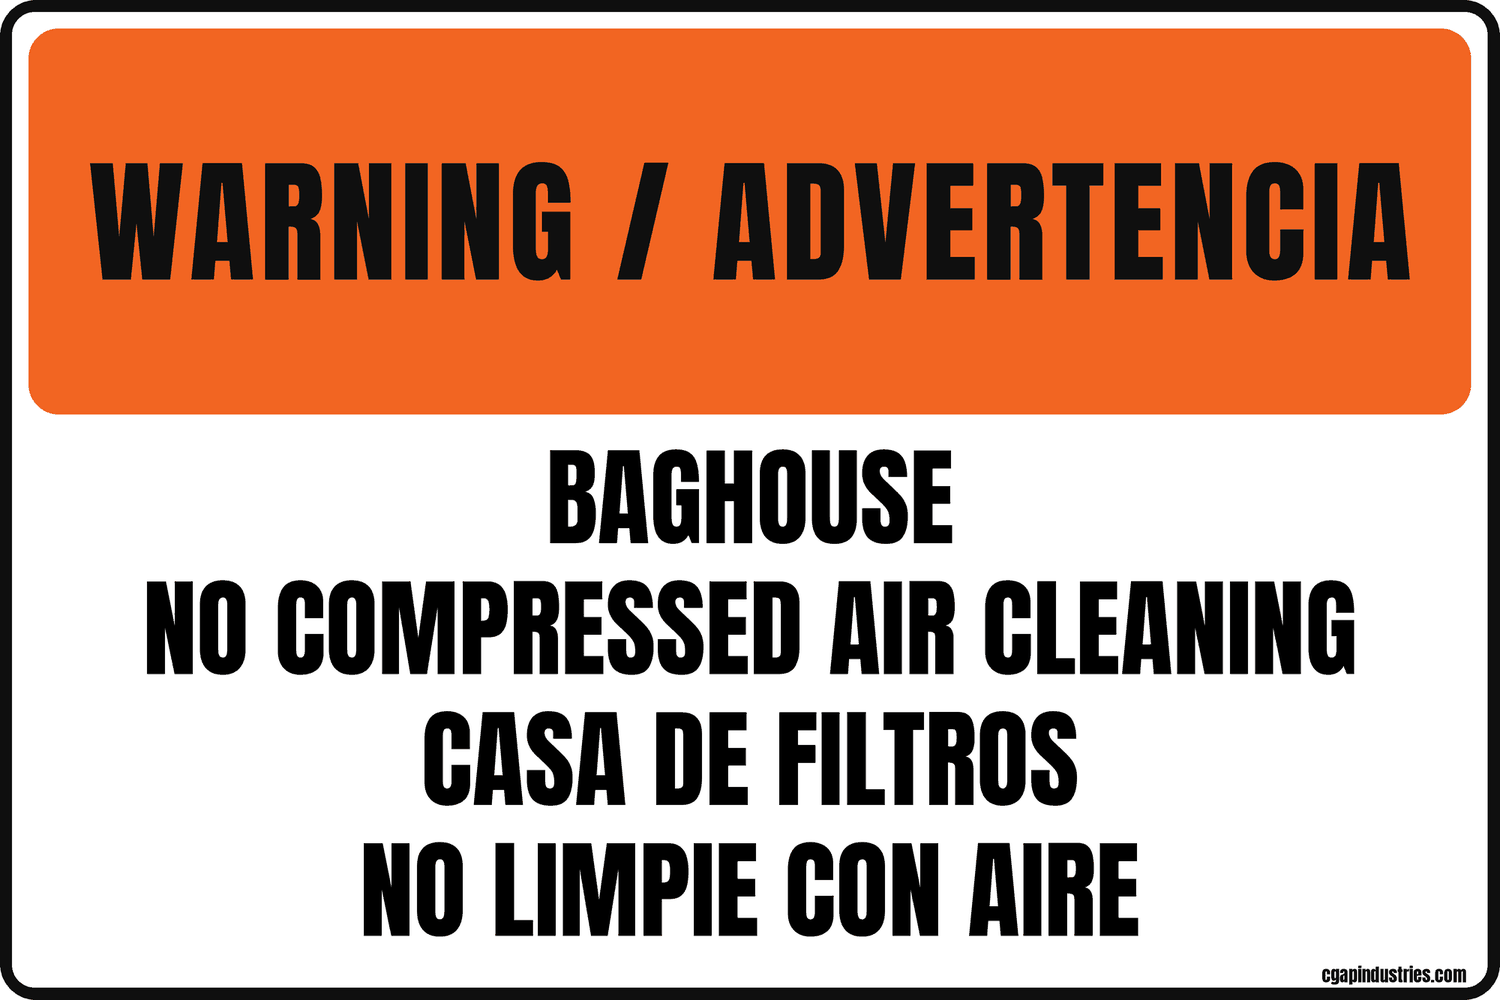 WARNING / ADVERTENCIA
BAGHOUSE
NO COMPRESSED AIR CLEANING
CASA DE FILTROS
NO LIMPIE CON AIRE
cgapindustries.com